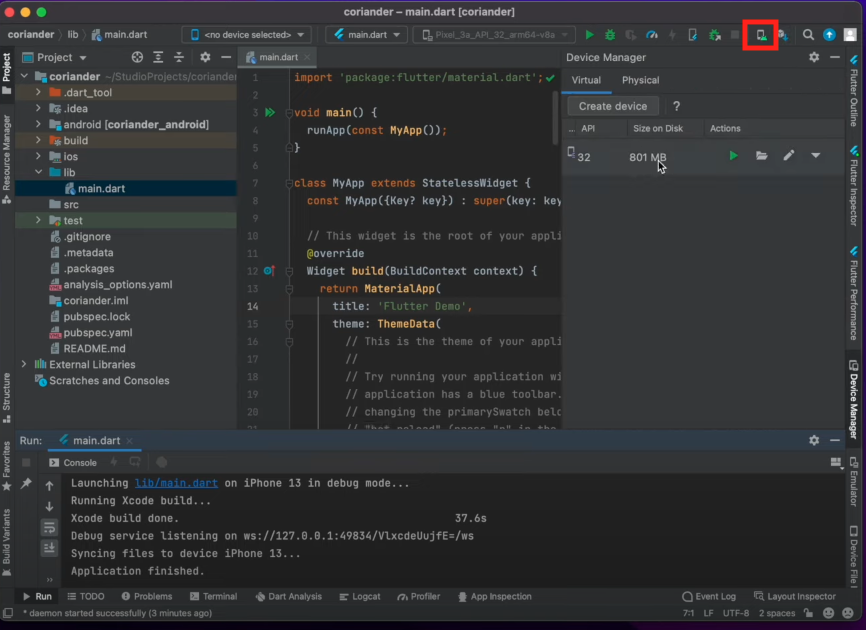 coriander – main.dart [coriander]
coriander > lib > main.dart
<no device selected>
main.dart
Pixel_3a_API_32_arm64-v8a
Project
main.dart
Device Manager
Project
Resource Manager
Structure
Favorites
Build Variants
coriander ~/StudioProjects/coriander
.dart_tool
.idea
android [coriander_android]
build
ios
lib
main.dart
src
test
.gitignore
.metadata
.packages
analysis_options.yaml
coriander.iml
pubspec.lock
pubspec.yaml
README.md
External Libraries
Scratches and Consoles
1 import 'package:flutter/material.dart';
2
3 void main() {
4 runApp(const MyApp());
5 }
6
7 class MyApp extends StatelessWidget {
8 const MyApp({Key? key}) : super(key: key
9
10 // This widget is the root of your appli
11 @override
12 Widget build(BuildContext context) {
13 return MaterialApp(
14 title: 'Flutter Demo',
15 theme: ThemeData(
16 // This is the theme of your appli
17 //
18 // Try running your application wi
19 // application has a blue toolbar.
20 // changing the primarySwatch belo
Virtual Physical
Create device ?
... API Size on Disk Actions
32 801 MB
Flutter Outline
Flutter Inspector
Flutter Performance
Device Manager
Emulator
Run: main.dart
Console
Launching lib/main.dart on iPhone 13 in debug mode...
Running Xcode build...
Xcode build done. 37.6s
Debug service listening on ws://127.0.0.1:49834/VlxcdeUujfE=/ws
Syncing files to device iPhone 13...
Application finished.
Run TODO Problems Terminal Dart Analysis Logcat Profiler App Inspection Event Log Layout Inspector
* daemon started successfully (3 minutes ago) 7:1 LF UTF-8 2 spaces